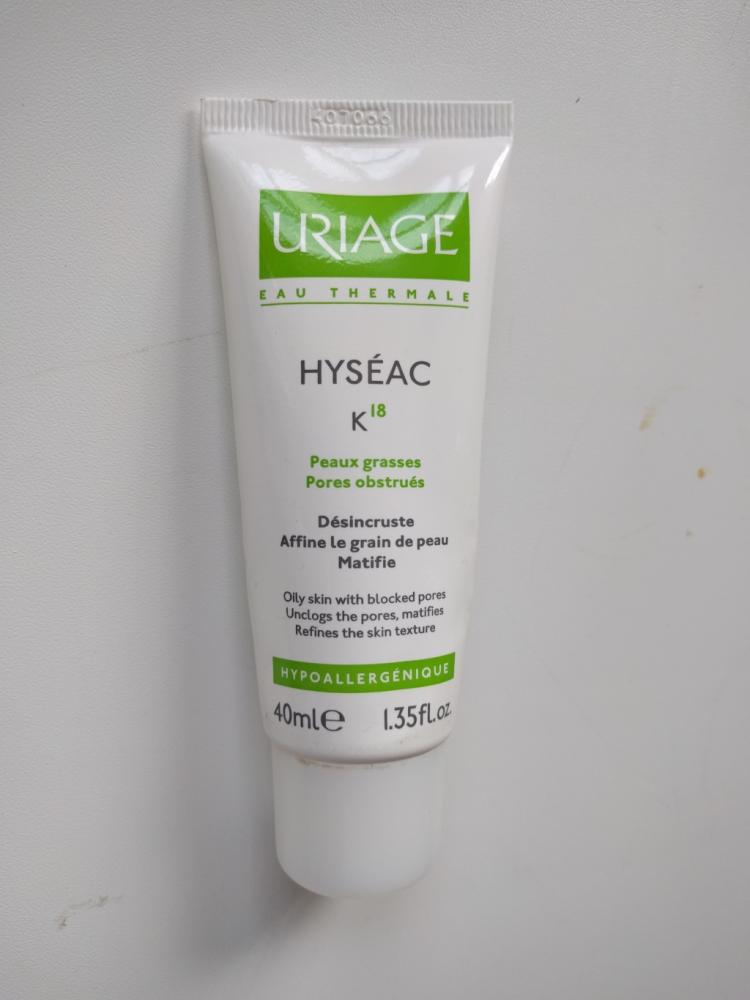 URIAGE
EAU THERMALE
HYSÉAC
K18
Peaux grasses
Pores obstrués
Désincruste
Affine le grain de peau
Matifie
Oily skin with blocked pores
Unclogs the pores, matifies
Refines the skin texture
HYPOALLERGÉNIQUE
40ml℮ 1.35fl.oz.